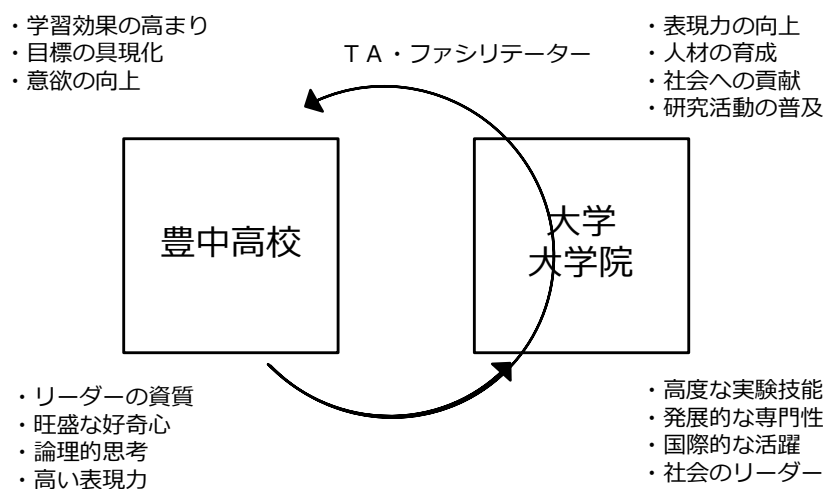 ・学習効果の高まり
・目標の具現化
・意欲の向上
ＴＡ・ファシリテーター
・表現力の向上
・人材の育成
・社会への貢献
・研究活動の普及
豊中高校
大学
大学院
・リーダーの資質
・旺盛な好奇心
・論理的思考
・高い表現力
・高度な実験技能
・発展的な専門性
・国際的な活躍
・社会のリーダー